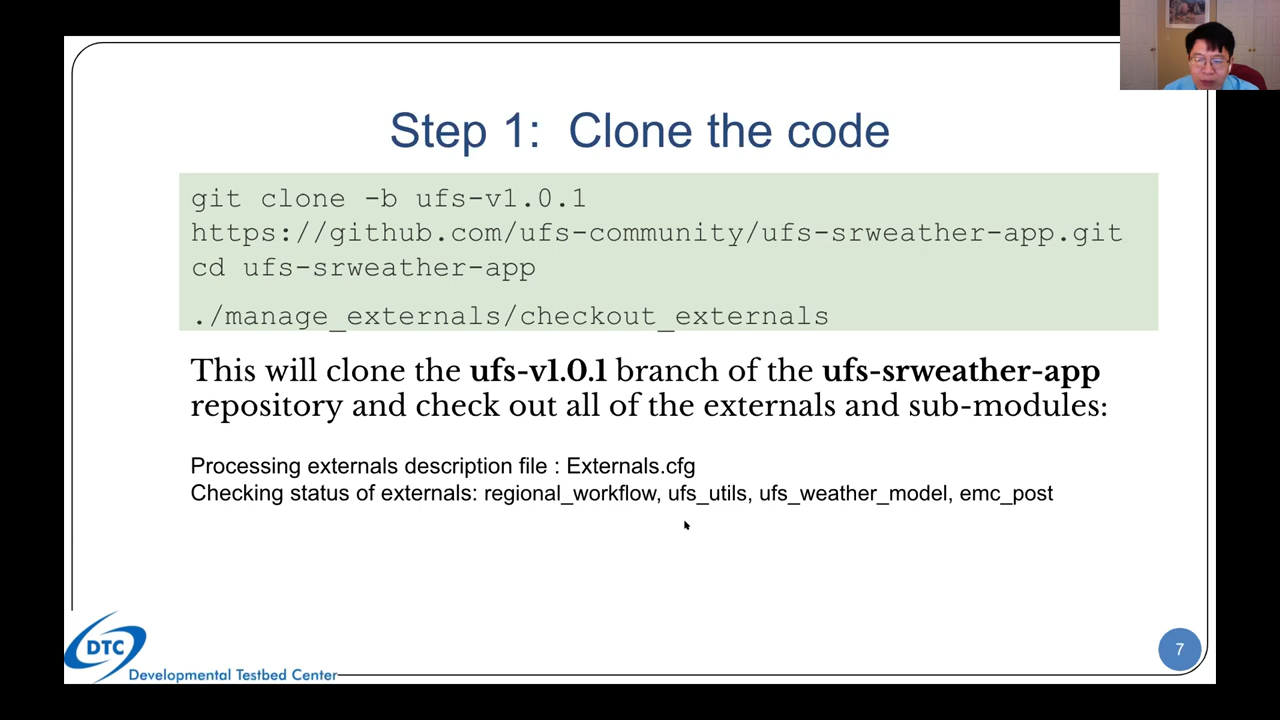 Step 1:  Clone the code
git clone -b ufs-v1.0.1
https://github.com/ufs-community/ufs-srweather-app.git
cd ufs-srweather-app
./manage_externals/checkout_externals
This will clone the ufs-v1.0.1 branch of the ufs-srweather-app
repository and check out all of the externals and sub-modules:
Processing externals description file : Externals.cfg
Checking status of externals: regional_workflow, ufs_utils, ufs_weather_model, emc_post
DTC
Developmental Testbed Center
7